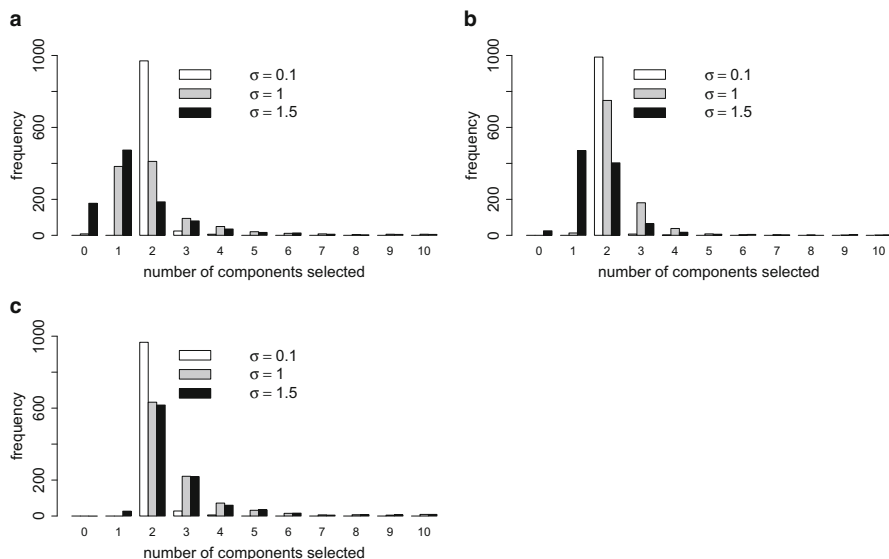 a
1000
600
200
0
frequency
σ = 0.1
σ = 1
σ = 1.5
0 1 2 3 4 5 6 7 8 9 10
number of components selected
b
1000
600
200
0
frequency
σ = 0.1
σ = 1
σ = 1.5
0 1 2 3 4 5 6 7 8 9 10
number of components selected
c
1000
600
200
0
frequency
σ = 0.1
σ = 1
σ = 1.5
0 1 2 3 4 5 6 7 8 9 10
number of components selected